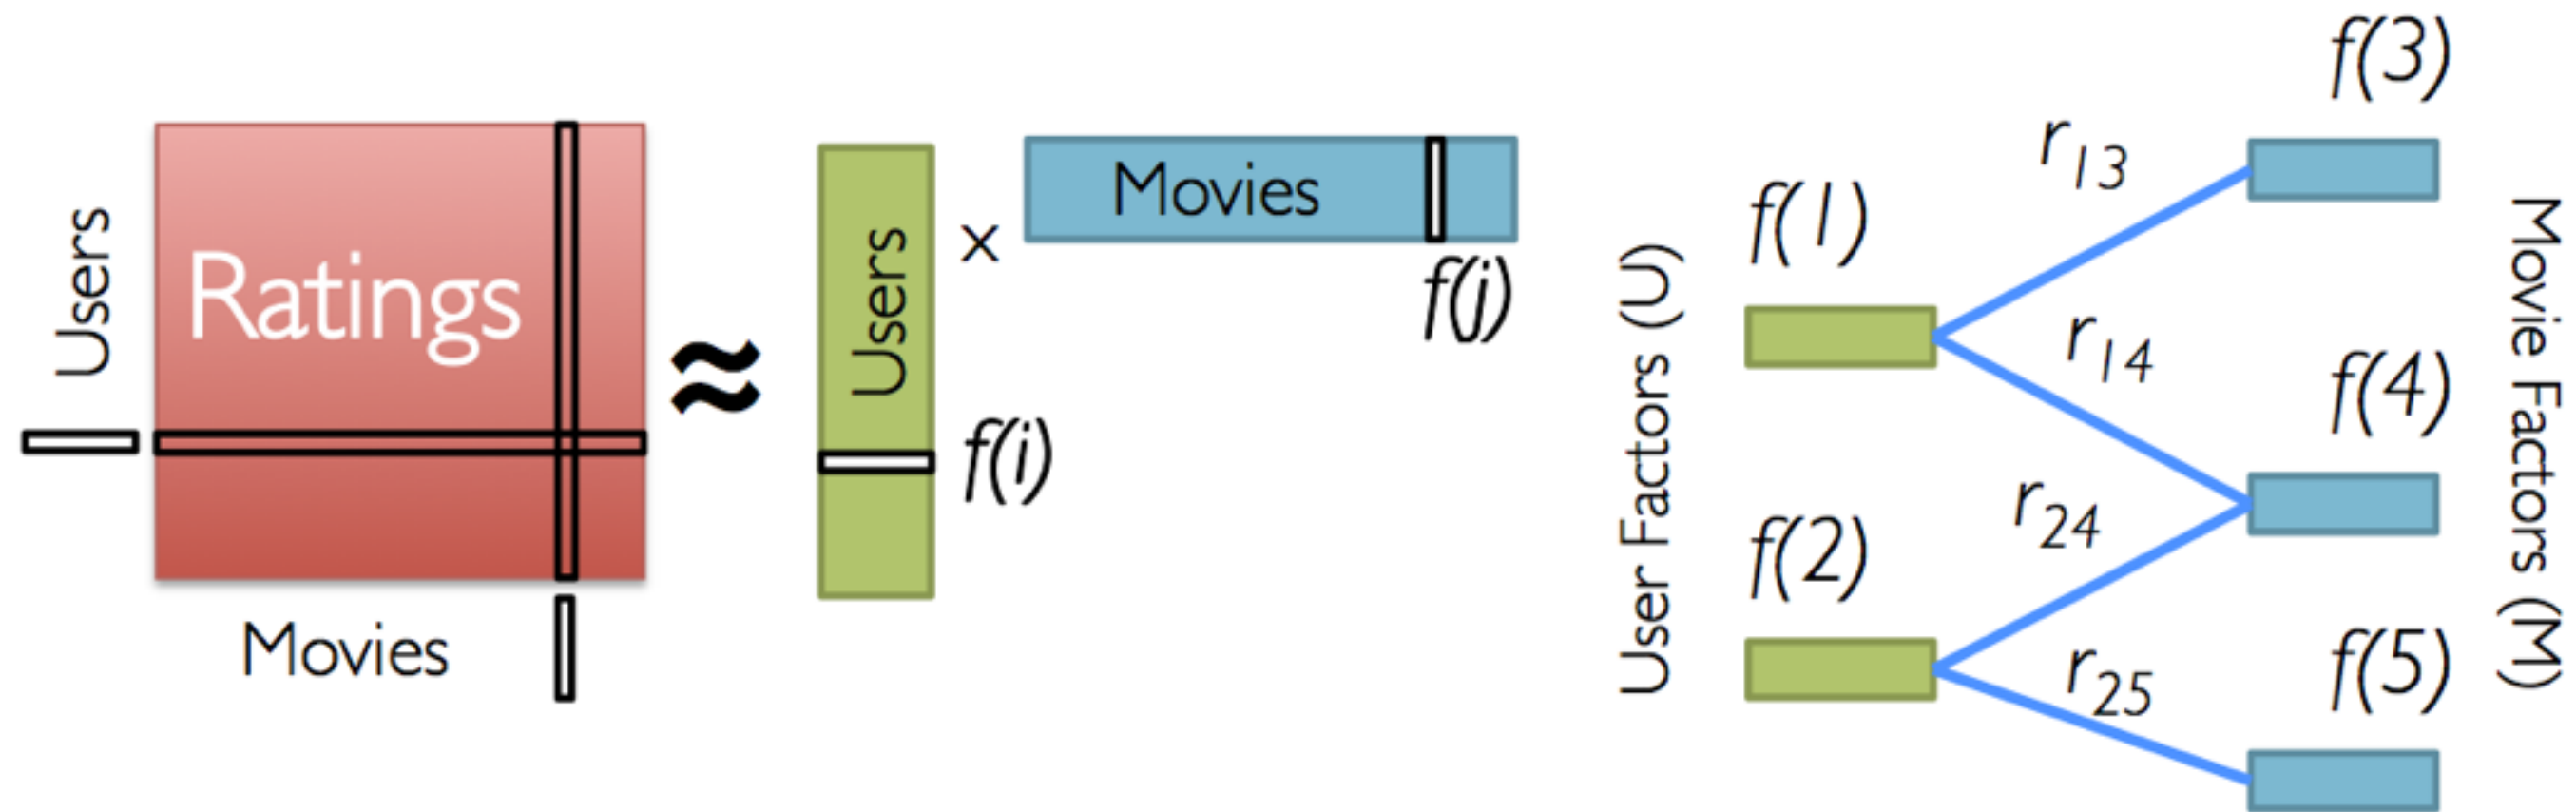 Users
Ratings
Movies
≈
Users
f(i)
x
Movies
f(j)
User Factors (U)
f(1)
f(2)
r13
r14
r24
r25
f(3)
f(4)
f(5)
Movie Factors (M)